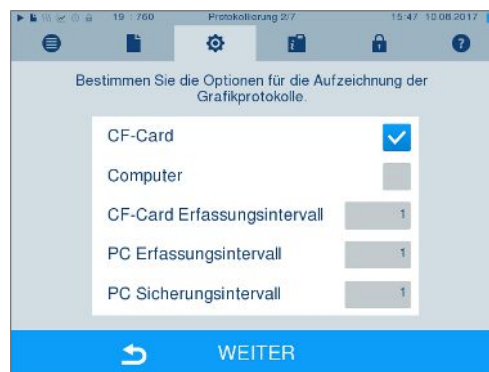 19 : 760 Protokollierung 2/7 15:47 10.08.2017
Bestimmen Sie die Optionen für die Aufzeichnung der
Grafikprotokolle.
CF-Card
Computer
CF-Card Erfassungsintervall 1
PC Erfassungsintervall 1
PC Sicherungsintervall 1
WEITER